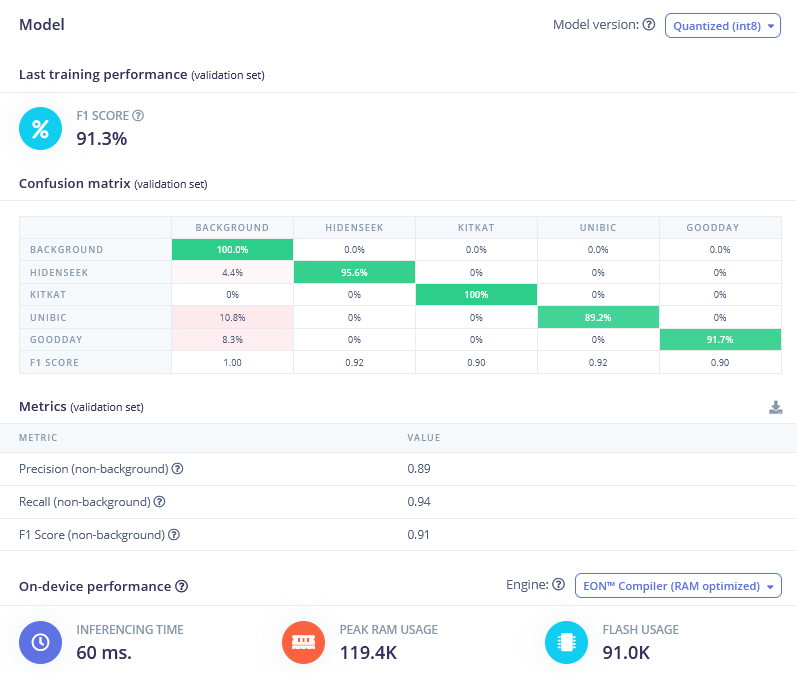 Model
Model version: Quantized (int8)
Last training performance (validation set)
%
F1 SCORE
91.3%
Confusion matrix (validation set)
BACKGROUND HIDENSEEK KITKAT UNIBIC GOODDAY
BACKGROUND 100.0% 0.0% 0.0% 0.0% 0.0%
HIDENSEEK 4.4% 95.6% 0% 0% 0%
KITKAT 0% 0% 100% 0% 0%
UNIBIC 10.8% 0% 0% 89.2% 0%
GOODDAY 8.3% 0% 0% 0% 91.7%
F1 SCORE 1.00 0.92 0.90 0.92 0.90
Metrics (validation set)
METRIC VALUE
Precision (non-background) 0.89
Recall (non-background) 0.94
F1 Score (non-background) 0.91
On-device performance
Engine: EON™ Compiler (RAM optimized)
INFERENCING TIME
60 ms.
PEAK RAM USAGE
119.4K
FLASH USAGE
91.0K